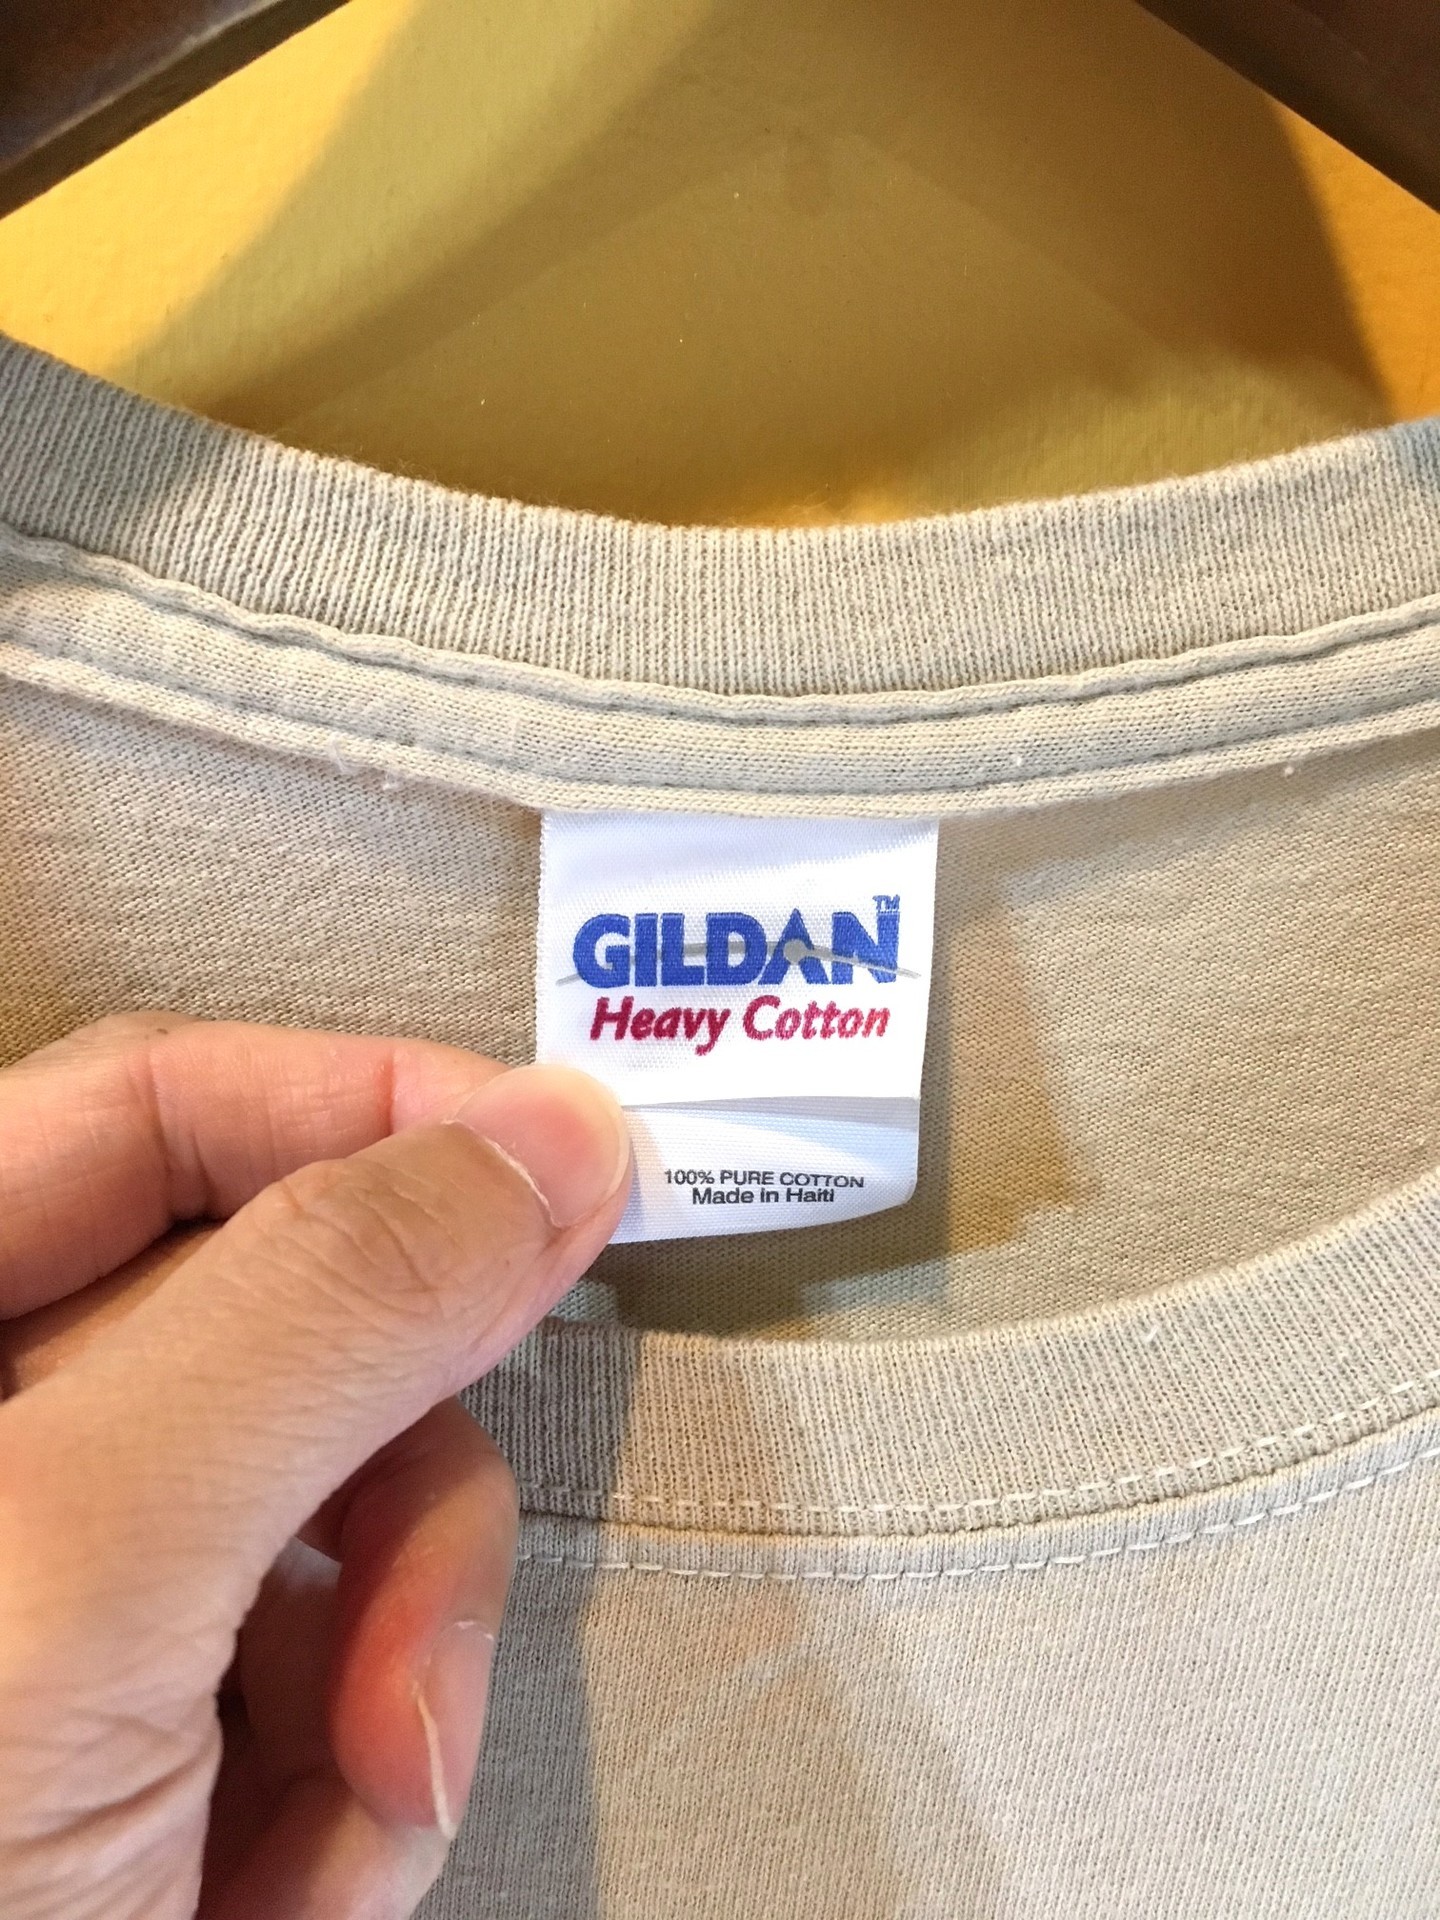 GILDAN™
Heavy Cotton
100% PURE COTTON
Made in Haiti